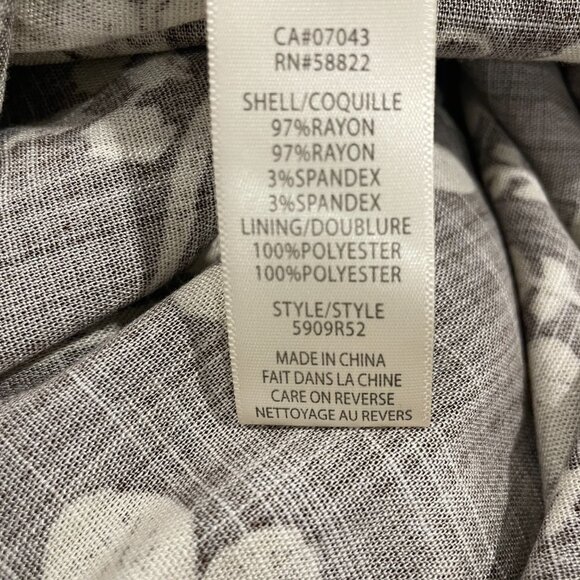 CA#07043
RN#58822
SHELL/COQUILLE
97%RAYON
97%RAYON
3%SPANDEX
3%SPANDEX
LINING/DOUBLURE
100%POLYESTER
100%POLYESTER
STYLE/STYLE
5909R52
MADE IN CHINA
FAIT DANS LA CHINE
CARE ON REVERSE
NETTOYAGE AU REVERS